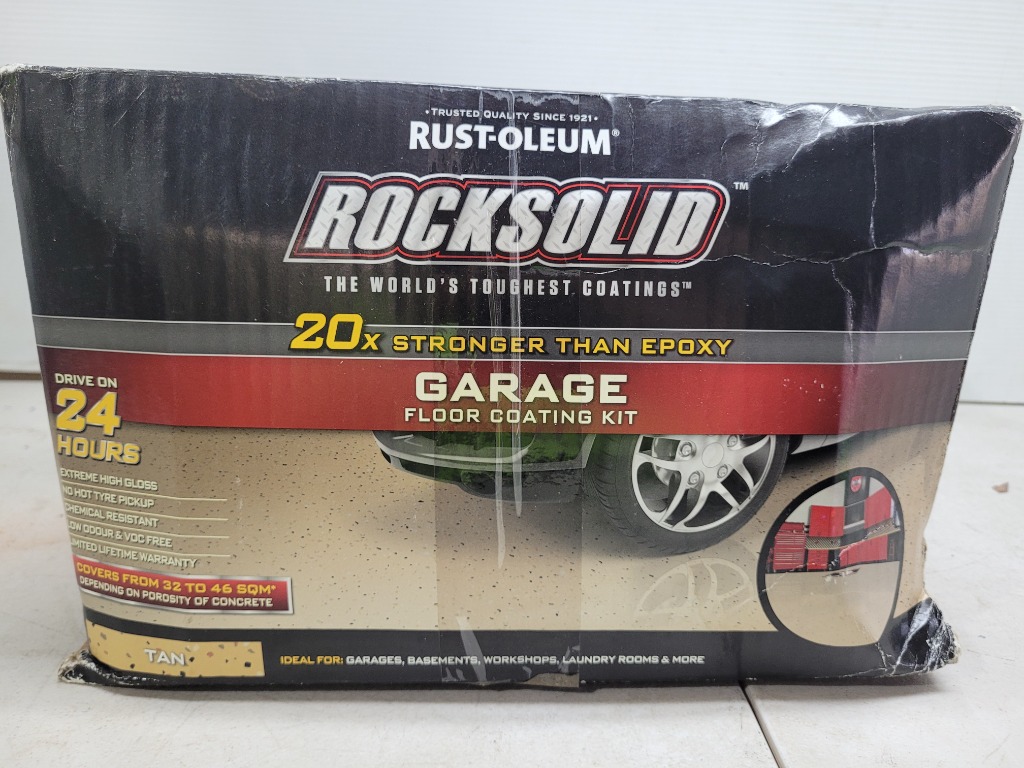 •TRUSTED QUALITY SINCE 1921•
RUST-OLEUM®
ROCKSOLID™
THE WORLD'S TOUGHEST COATINGS™
20X STRONGER THAN EPOXY
GARAGE
FLOOR COATING KIT
DRIVE ON
24
HOURS
EXTREME HIGH GLOSS
NO HOT TYRE PICKUP
CHEMICAL RESISTANT
LOW ODOUR & VOC FREE
LIMITED LIFETIME WARRANTY
COVERS FROM 32 TO 46 SQM*
DEPENDING ON POROSITY OF CONCRETE
TAN
IDEAL FOR: GARAGES, BASEMENTS, WORKSHOPS, LAUNDRY ROOMS & MORE